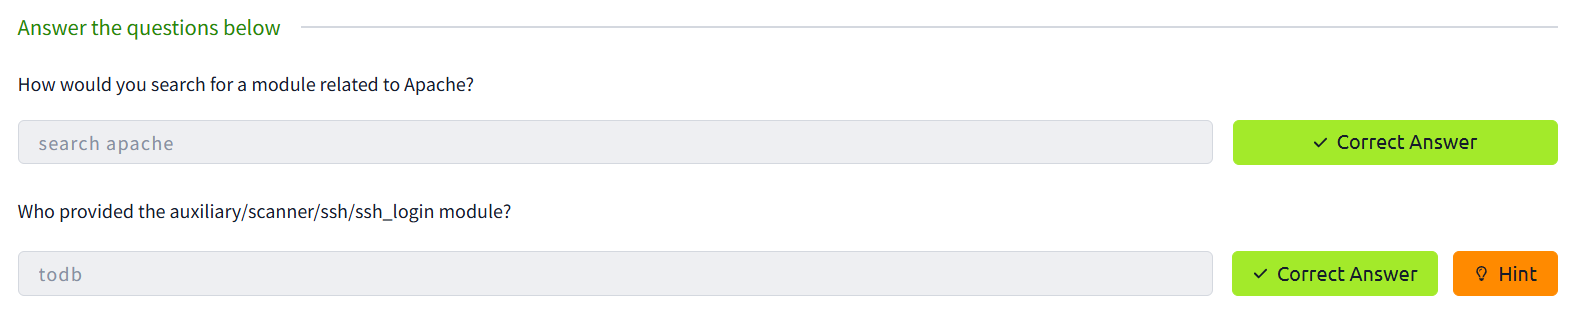 Answer the questions below
How would you search for a module related to Apache?
search apache
Correct Answer
Who provided the auxiliary/scanner/ssh/ssh_login module?
todb
Correct Answer
Hint